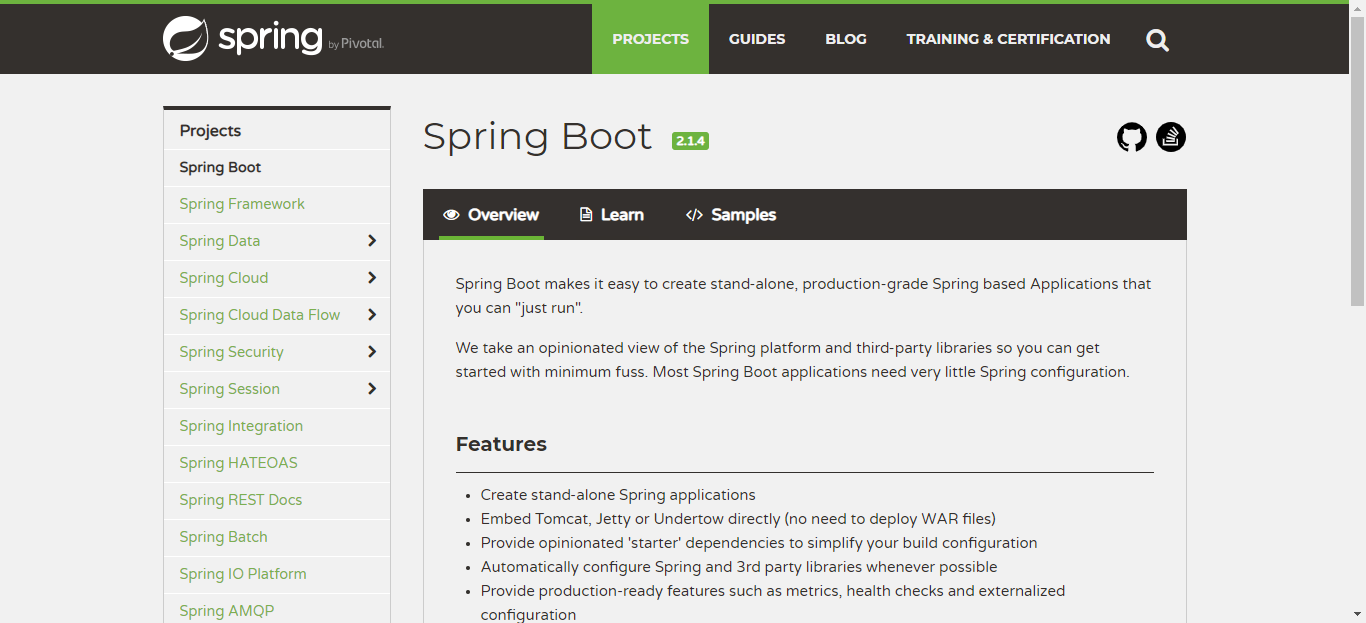 spring by Pivotal.
PROJECTS GUIDES BLOG TRAINING & CERTIFICATION
Projects
Spring Boot
Spring Framework
Spring Data
Spring Cloud
Spring Cloud Data Flow
Spring Security
Spring Session
Spring Integration
Spring HATEOAS
Spring REST Docs
Spring Batch
Spring IO Platform
Spring AMQP
Spring Boot 2.1.4
Overview Learn Samples
Spring Boot makes it easy to create stand-alone, production-grade Spring based Applications that
you can "just run".
We take an opinionated view of the Spring platform and third-party libraries so you can get
started with minimum fuss. Most Spring Boot applications need very little Spring configuration.
Features
• Create stand-alone Spring applications
• Embed Tomcat, Jetty or Undertow directly (no need to deploy WAR files)
• Provide opinionated 'starter' dependencies to simplify your build configuration
• Automatically configure Spring and 3rd party libraries whenever possible
• Provide production-ready features such as metrics, health checks and externalized
configuration